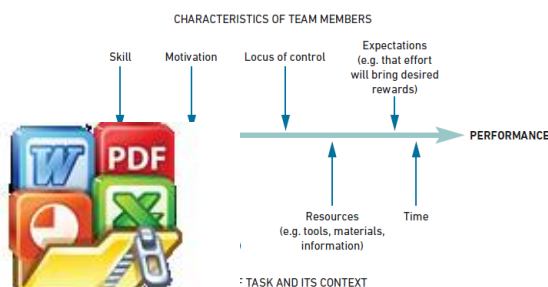 CHARACTERISTICS OF TEAM MEMBERS
Skill
Motivation
Locus of control
Expectations
(e.g. that effort
will bring desired
rewards)
W
PDF
X
PERFORMANCE
Resources
(e.g. tools, materials,
information)
Time
)
TASK AND ITS CONTEXT